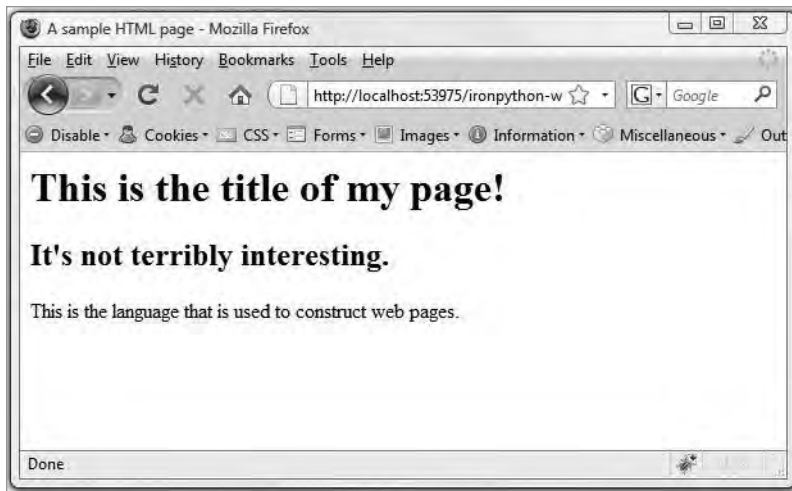 A sample HTML page - Mozilla Firefox
File Edit View History Bookmarks Tools Help
http://localhost:53975/ironpython-w G Google
Disable Cookies CSS Forms Images Information Miscellaneous Out
This is the title of my page!
It's not terribly interesting.
This is the language that is used to construct web pages.
Done